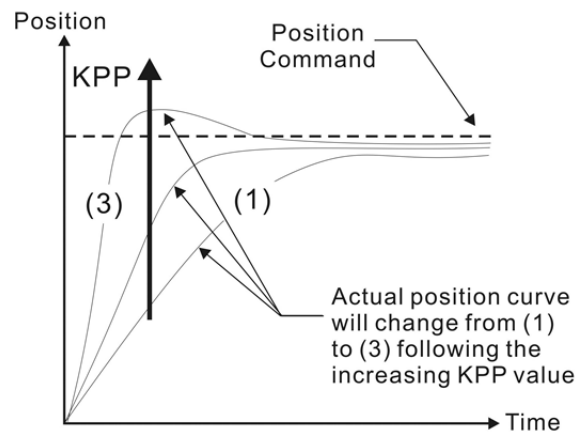 Position
Position
Command
KPP
(3)
(1)
Actual position curve
will change from (1)
to (3) following the
increasing KPP value
Time